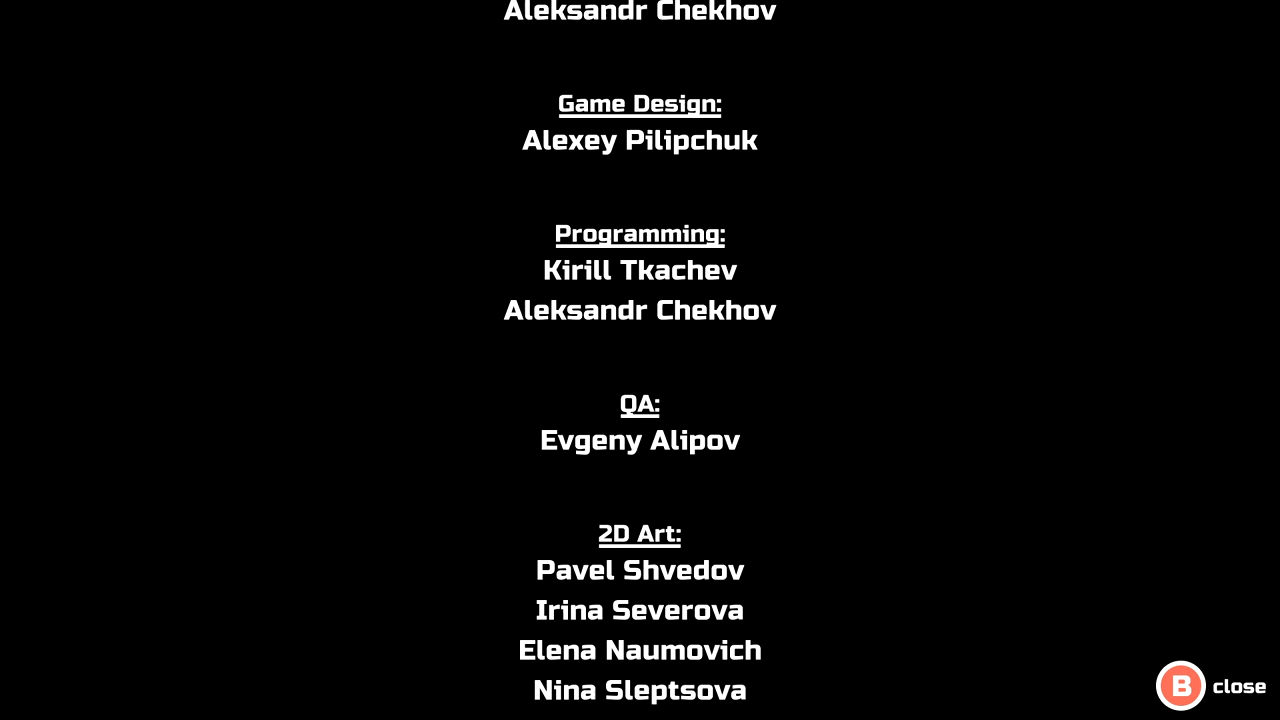 Aleksandr Chekhov
Game Design:
Alexey Pilipchuk
Programming:
Kirill Tkachev
Aleksandr Chekhov
QA:
Evgeny Alipov
2D Art:
Pavel Shvedov
Irina Severova
Elena Naumovich
Nina Sleptsova
B close